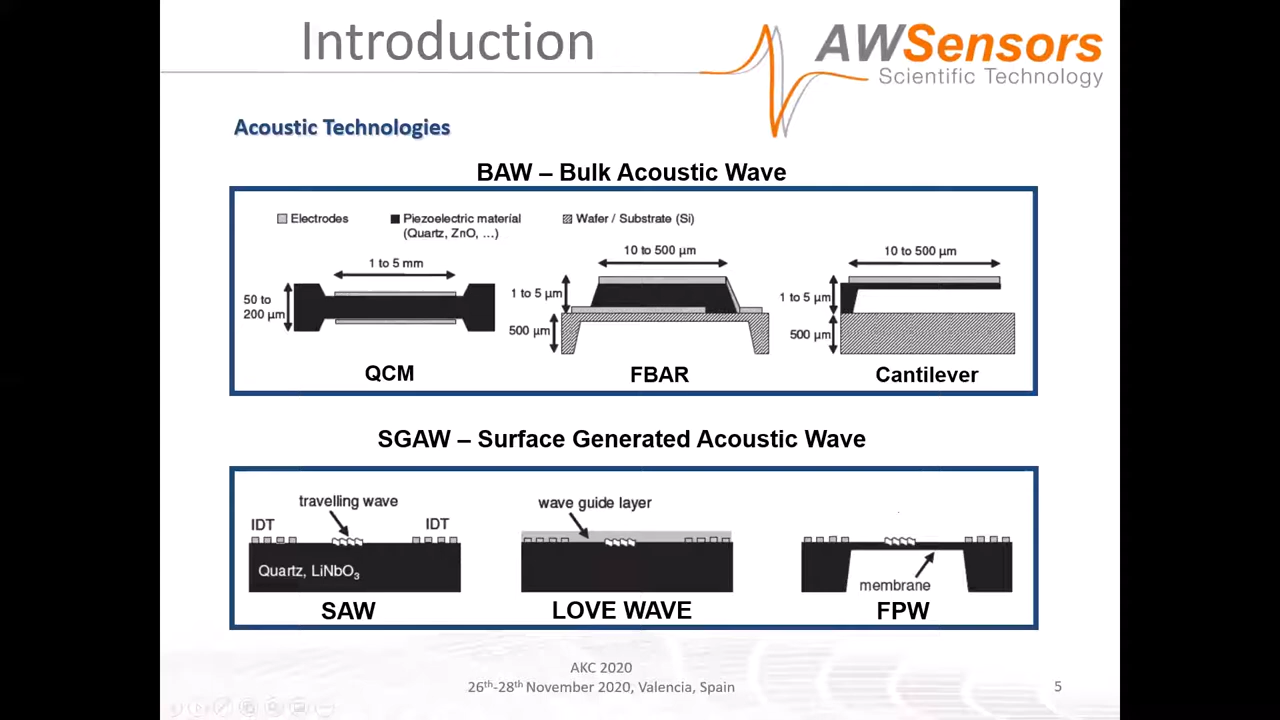 Introduction
AWSensors
Scientific Technology
Acoustic Technologies
BAW – Bulk Acoustic Wave
Electrodes
Piezoelectric material
(Quartz, ZnO, ...)
Wafer / Substrate (Si)
1 to 5 mm
50 to
200 µm
QCM
10 to 500 µm
1 to 5 µm
500 µm
FBAR
10 to 500 µm
1 to 5 µm
500 µm
Cantilever
SGAW – Surface Generated Acoustic Wave
travelling wave
IDT
IDT
Quartz, LiNbO₃
SAW
wave guide layer
LOVE WAVE
membrane
FPW
AKC 2020
26th-28th November 2020, Valencia, Spain
5